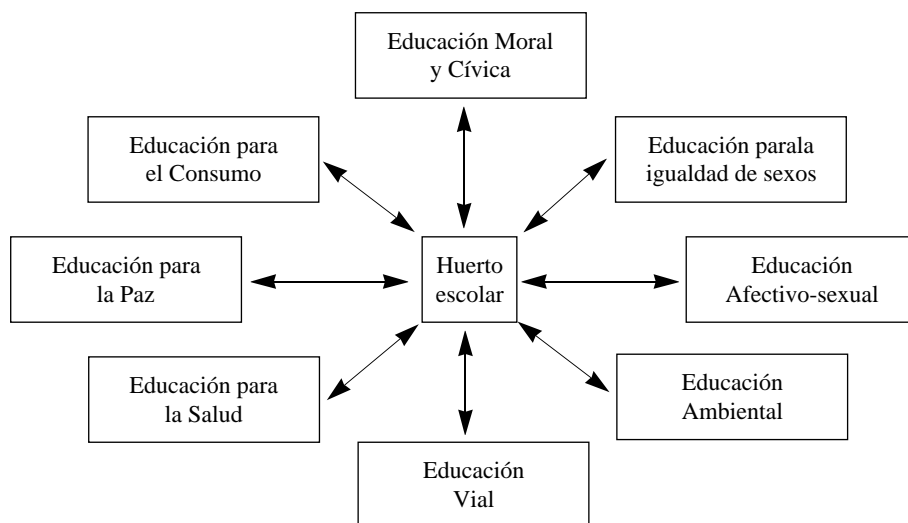 Educación Moral
y Cívica
Educación para
el Consumo
Educación parala
igualdad de sexos
Educación para
la Paz
Huerto
escolar
Educación
Afectivo-sexual
Educación para
la Salud
Educación
Ambiental
Educación
Vial